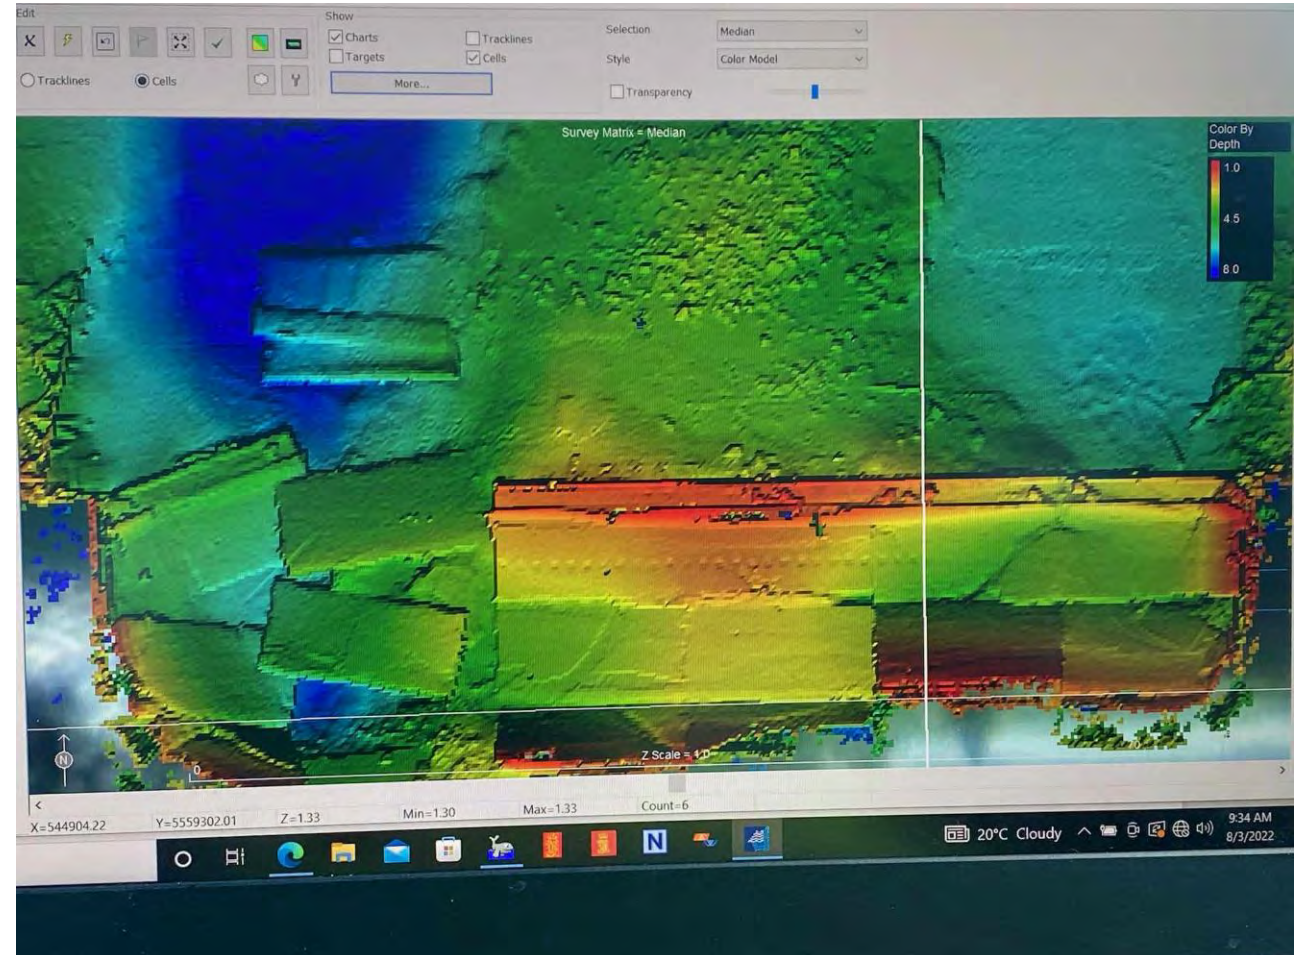 Edit
Show
Charts
Tracklines
Targets
Cells
Tracklines
Cells
More...
Selection
Median
Style
Color Model
Transparency
Survey Matrix = Median
Color By
Depth
1.0
4.5
8.0
N
0
Z Scale = 1.0
X=544904.22
Y=5559302.01
Z=1.33
Min=1.30
Max=1.33
Count=6
N
20°C Cloudy
9:34 AM
8/3/2022